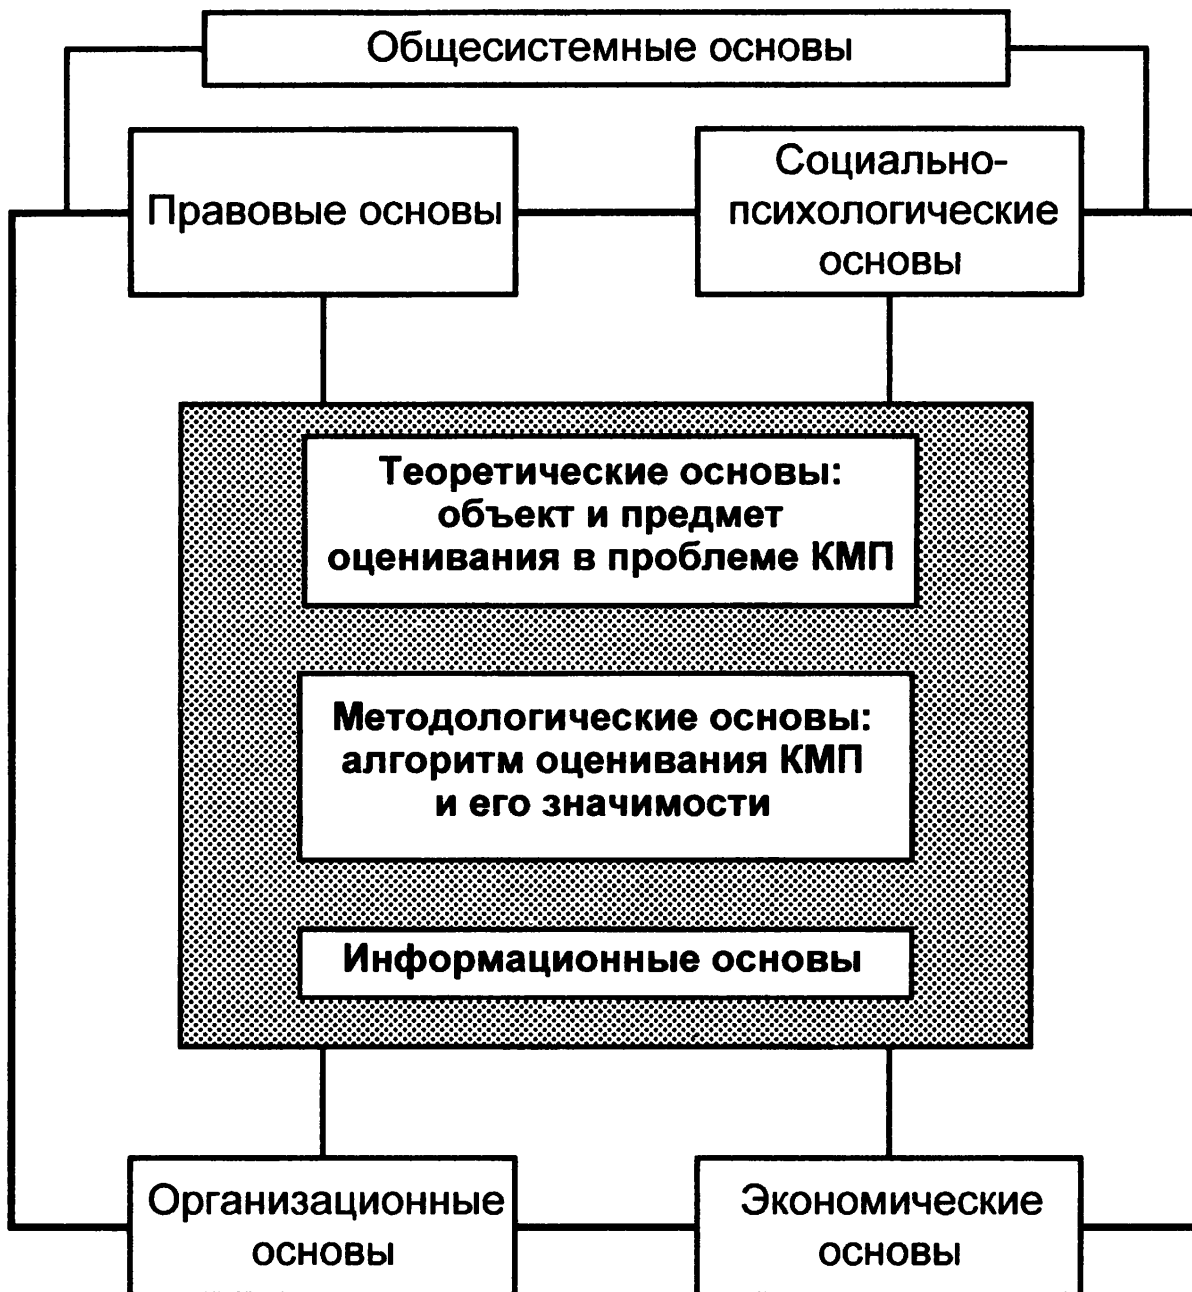 Общесистемные основы
Правовые основы
Социально-
психологические
основы
Теоретические основы:
объект и предмет
оценивания в проблеме КМП
Методологические основы:
алгоритм оценивания КМП
и его значимости
Информационные основы
Организационные
основы
Экономические
основы